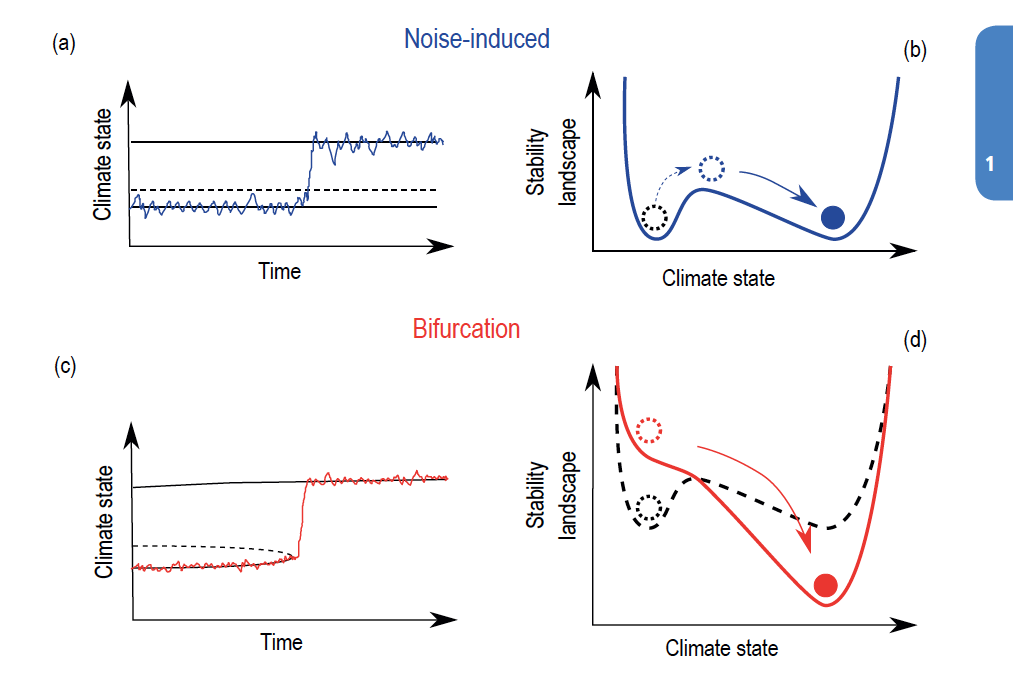 Noise-induced
(a)
(b)
Climate state
Time
Stability
landscape
Climate state
1
Bifurcation
(c)
(d)
Climate state
Time
Stability
landscape
Climate state